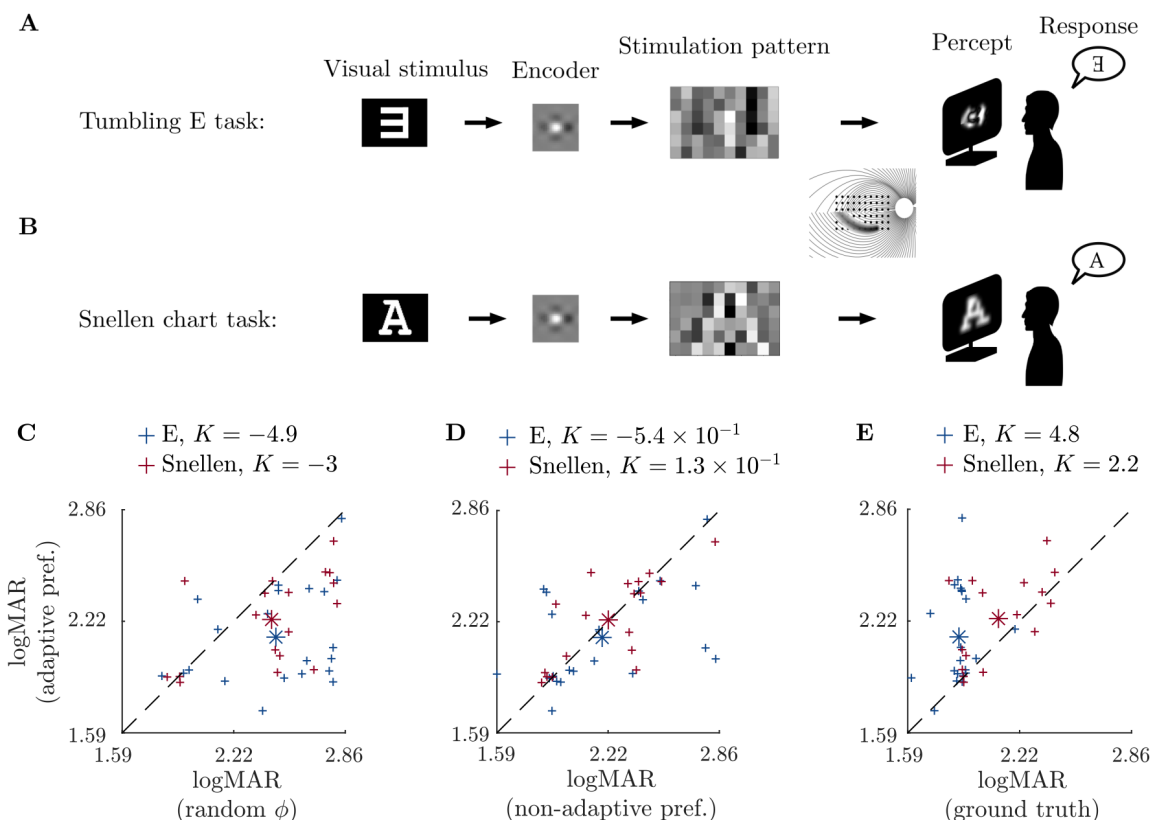 A
Visual stimulus
Encoder
Stimulation pattern
Percept
Response
Tumbling E task:
E
Ǝ
B
Snellen chart task:
A
A
A
C
E, K = −4.9
Snellen, K = −3
2.86
2.22
1.59
logMAR
(adaptive pref.)
1.59
2.22
2.86
logMAR
(random ϕ)
D
E, K = −5.4 × 10⁻¹
Snellen, K = 1.3 × 10⁻¹
2.86
2.22
1.59
1.59
2.22
2.86
logMAR
(non-adaptive pref.)
E
E, K = 4.8
Snellen, K = 2.2
2.86
2.22
1.59
1.59
2.22
2.86
logMAR
(ground truth)